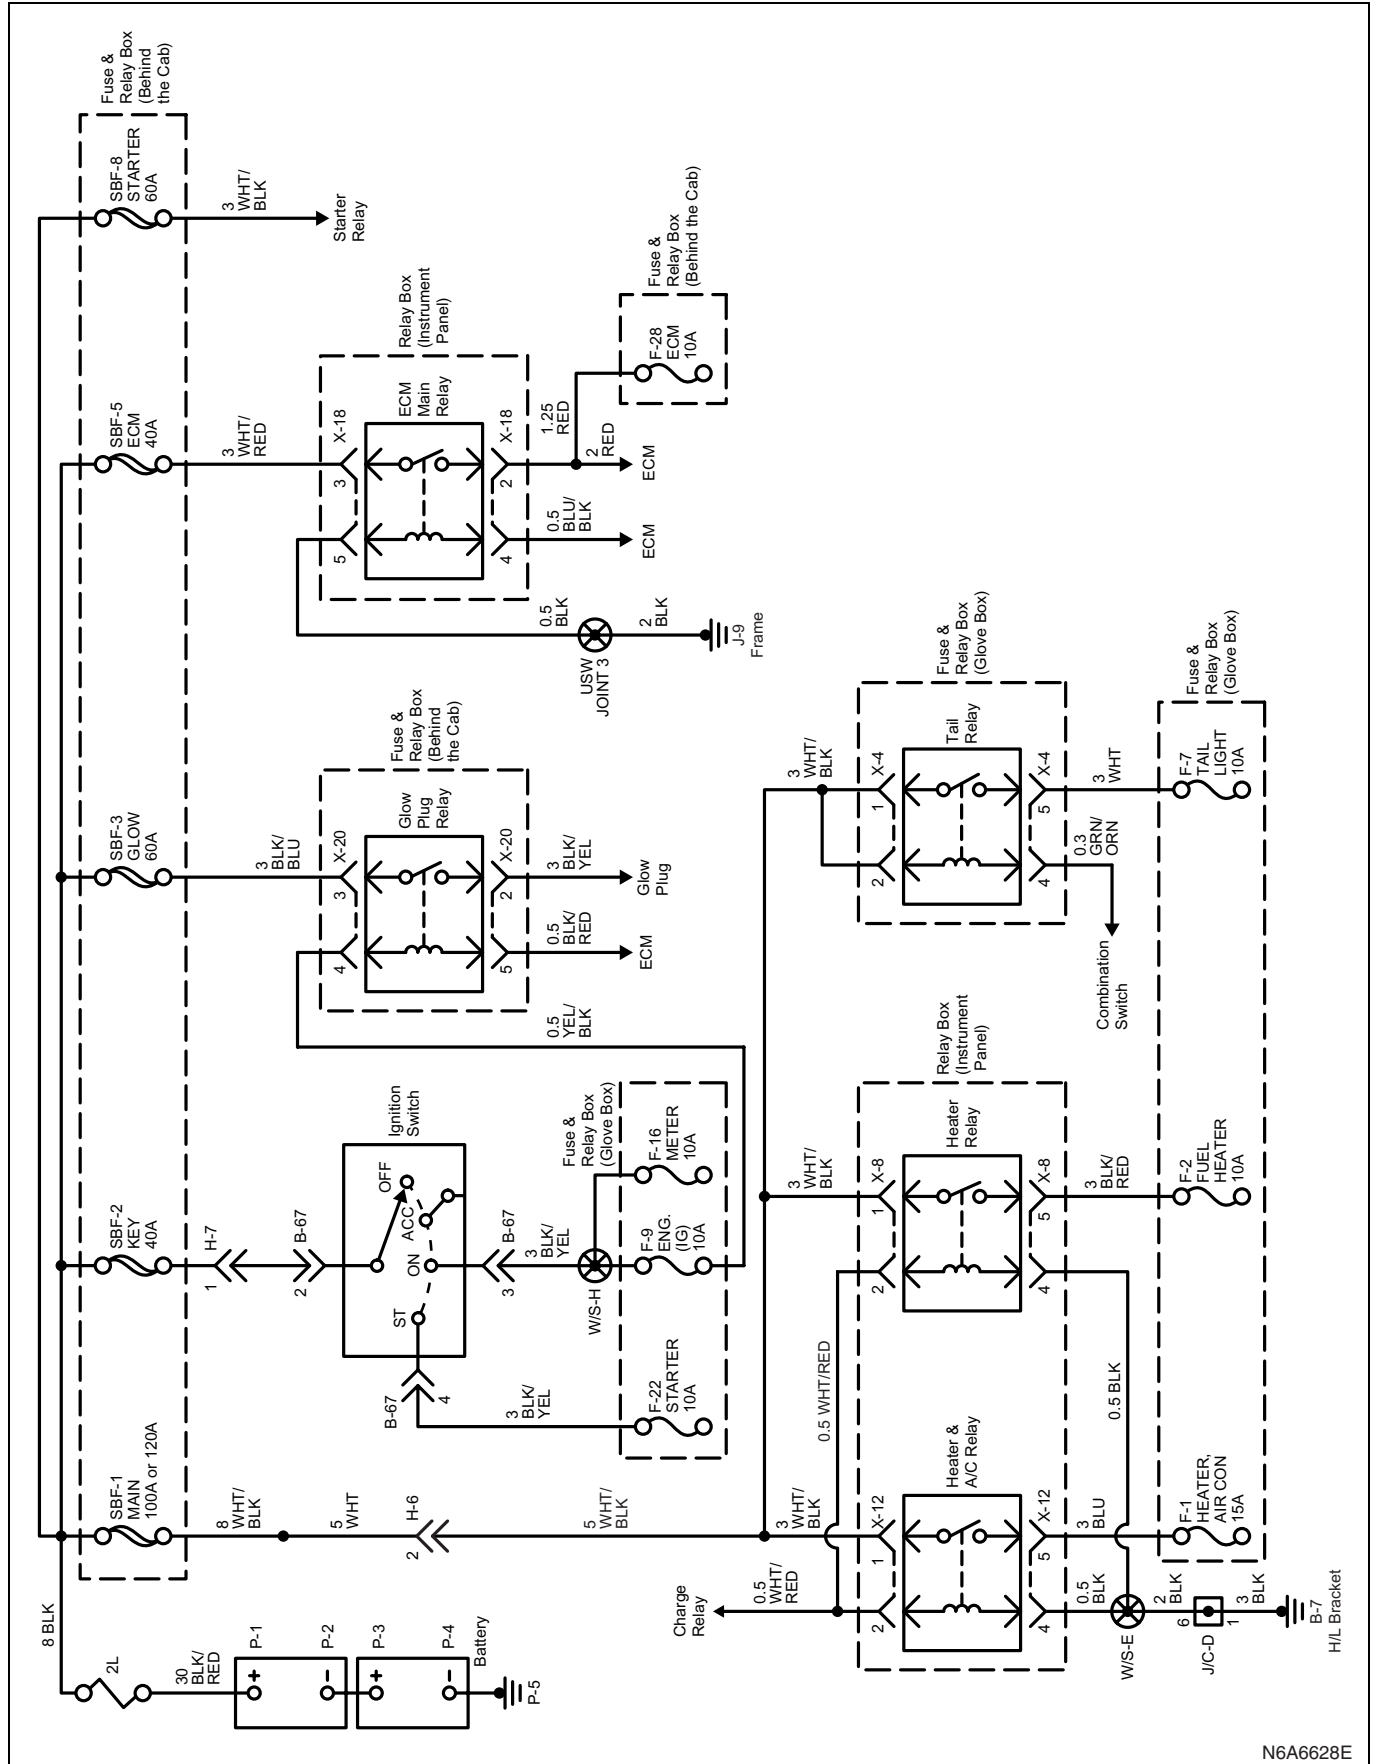 Fuse &
Relay Box
(Behind
the Cab)
8 BLK
SBF-1
MAIN
100A or 120A
SBF-2
KEY
40A
SBF-3
GLOW
60A
SBF-5
ECM
40A
SBF-8
STARTER
60A
2L
30
BLK/
RED
P-1
+
P-2
–
P-3
+
P-4
–
Battery
P-5
8
WHT/
BLK
5
WHT
H-6
2
5
WHT/
BLK
H-7
1
B-67
2
Ignition
Switch
OFF
ACC
ON
ST
B-67
4
3
BLK/
YEL
B-67
3
3
BLK/
YEL
W/S-H
Fuse &
Relay Box
(Glove Box)
F-22
STARTER
10A
F-9
ENG.
(IG)
10A
F-16
METER
10A
3
BLK/
BLU
Fuse &
Relay Box
(Behind
the Cab)
X-20
4
3
Glow
Plug
Relay
X-20
5
2
0.5
YEL/
BLK
0.5
BLK/
RED
3
BLK/
YEL
ECM
Glow
Plug
3
WHT/
RED
Relay Box
(Instrument
Panel)
X-18
5
3
ECM
Main
Relay
X-18
4
2
0.5
BLK
USW
JOINT 3
2
BLK
J-9
Frame
0.5
BLU/
BLK
ECM
2
RED
ECM
1.25
RED
Fuse &
Relay Box
(Behind the Cab)
F-28
ECM
10A
3
WHT/
BLK
Starter
Relay
Charge
Relay
0.5
WHT/
RED
3
WHT/
BLK
0.5 WHT/RED
3
WHT/
BLK
Relay Box
(Instrument
Panel)
X-12
2
1
Heater &
A/C Relay
X-12
4
5
X-8
2
1
Heater
Relay
X-8
4
5
0.5
BLK
3
BLU
0.5 BLK
3
BLK/
RED
W/S-E
2
BLK
6
J/C-D
1
3
BLK
B-7
H/L Bracket
3
WHT/
BLK
Fuse &
Relay Box
(Glove Box)
X-4
2
1
Tail
Relay
X-4
4
5
0.3
GRN/
ORN
Combination
Switch
3
WHT
Fuse &
Relay Box
(Glove Box)
F-1
HEATER,
AIR CON
15A
F-2
FUEL
HEATER
10A
F-7
TAIL
LIGHT
10A
N6A6628E